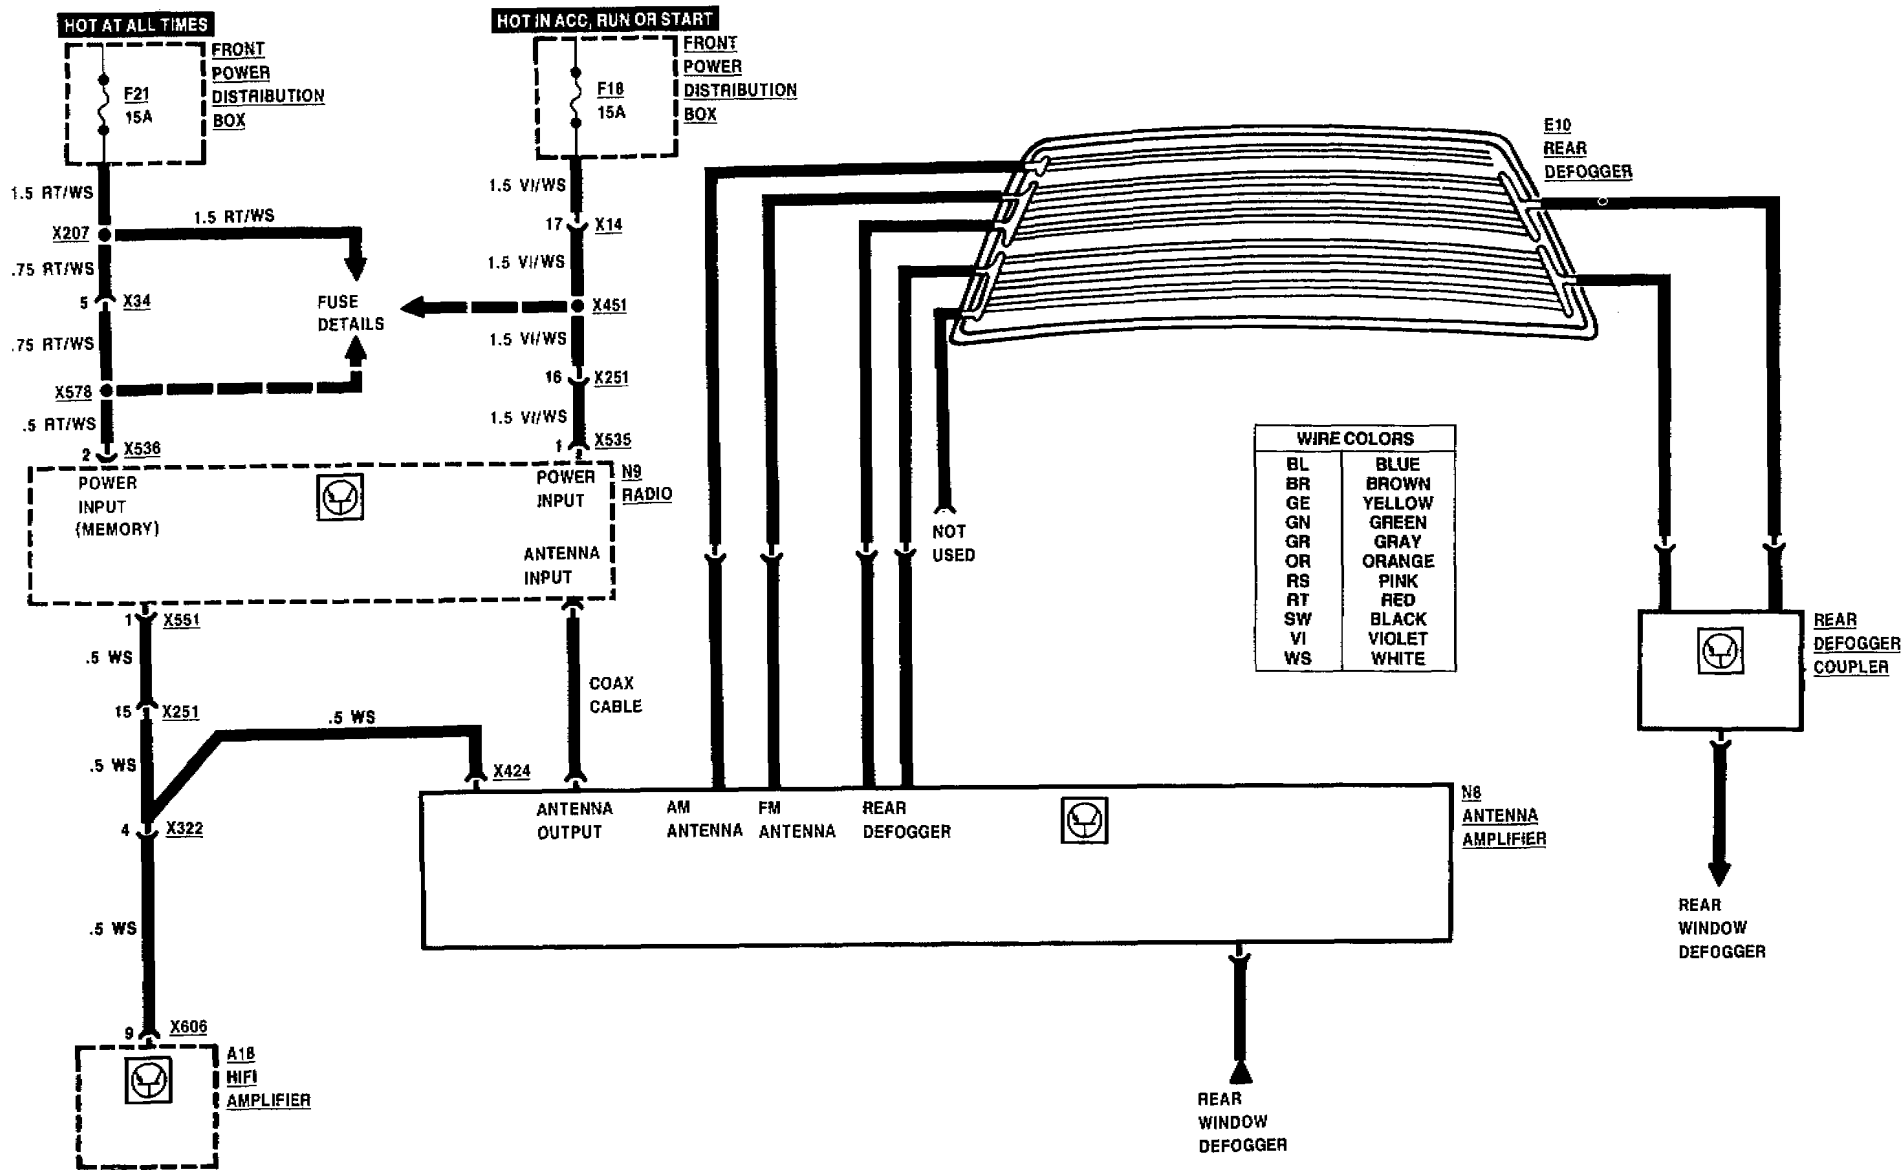 HOT AT ALL TIMES
FRONT
POWER
DISTRIBUTION
BOX
F21
15A
HOT IN ACC, RUN OR START
FRONT
POWER
DISTRIBUTION
BOX
F18
15A
1.5 RT/WS
X207
1.5 RT/WS
.75 RT/WS
5 X34
.75 RT/WS
X578
.5 RT/WS
2 X536
FUSE
DETAILS
1.5 VI/WS
17 X14
1.5 VI/WS
X451
1.5 VI/WS
16 X251
1.5 VI/WS
1 X535
POWER
INPUT
(MEMORY)
POWER
INPUT
ANTENNA
INPUT
N9
RADIO
1 X551
.5 WS
15 X251
.5 WS
.5 WS
4 X322
.5 WS
9 X606
A18
HIFI
AMPLIFIER
COAX
CABLE
X424
ANTENNA
OUTPUT
AM
ANTENNA
FM
ANTENNA
REAR
DEFOGGER
N8
ANTENNA
AMPLIFIER
REAR
WINDOW
DEFOGGER
NOT
USED
E10
REAR
DEFOGGER
WIRE COLORS
BL BLUE
BR BROWN
GE YELLOW
GN GREEN
GR GRAY
OR ORANGE
RS PINK
RT RED
SW BLACK
VI VIOLET
WS WHITE
REAR
DEFOGGER
COUPLER
REAR
WINDOW
DEFOGGER